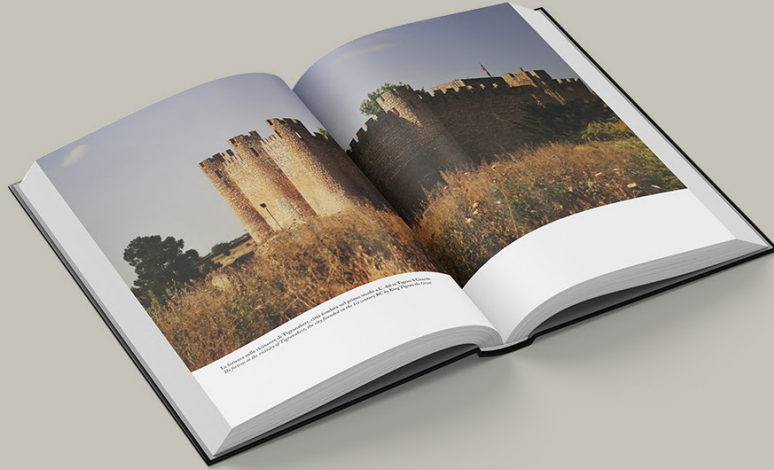 La fortezza nelle vicinanze di Tigranakert, città fondata nel primo secolo a.C. dal re Tigran il Grande
The fortress in the vicinity of Tigranakert, the city founded in the 1st century BC by King Tigran the Great